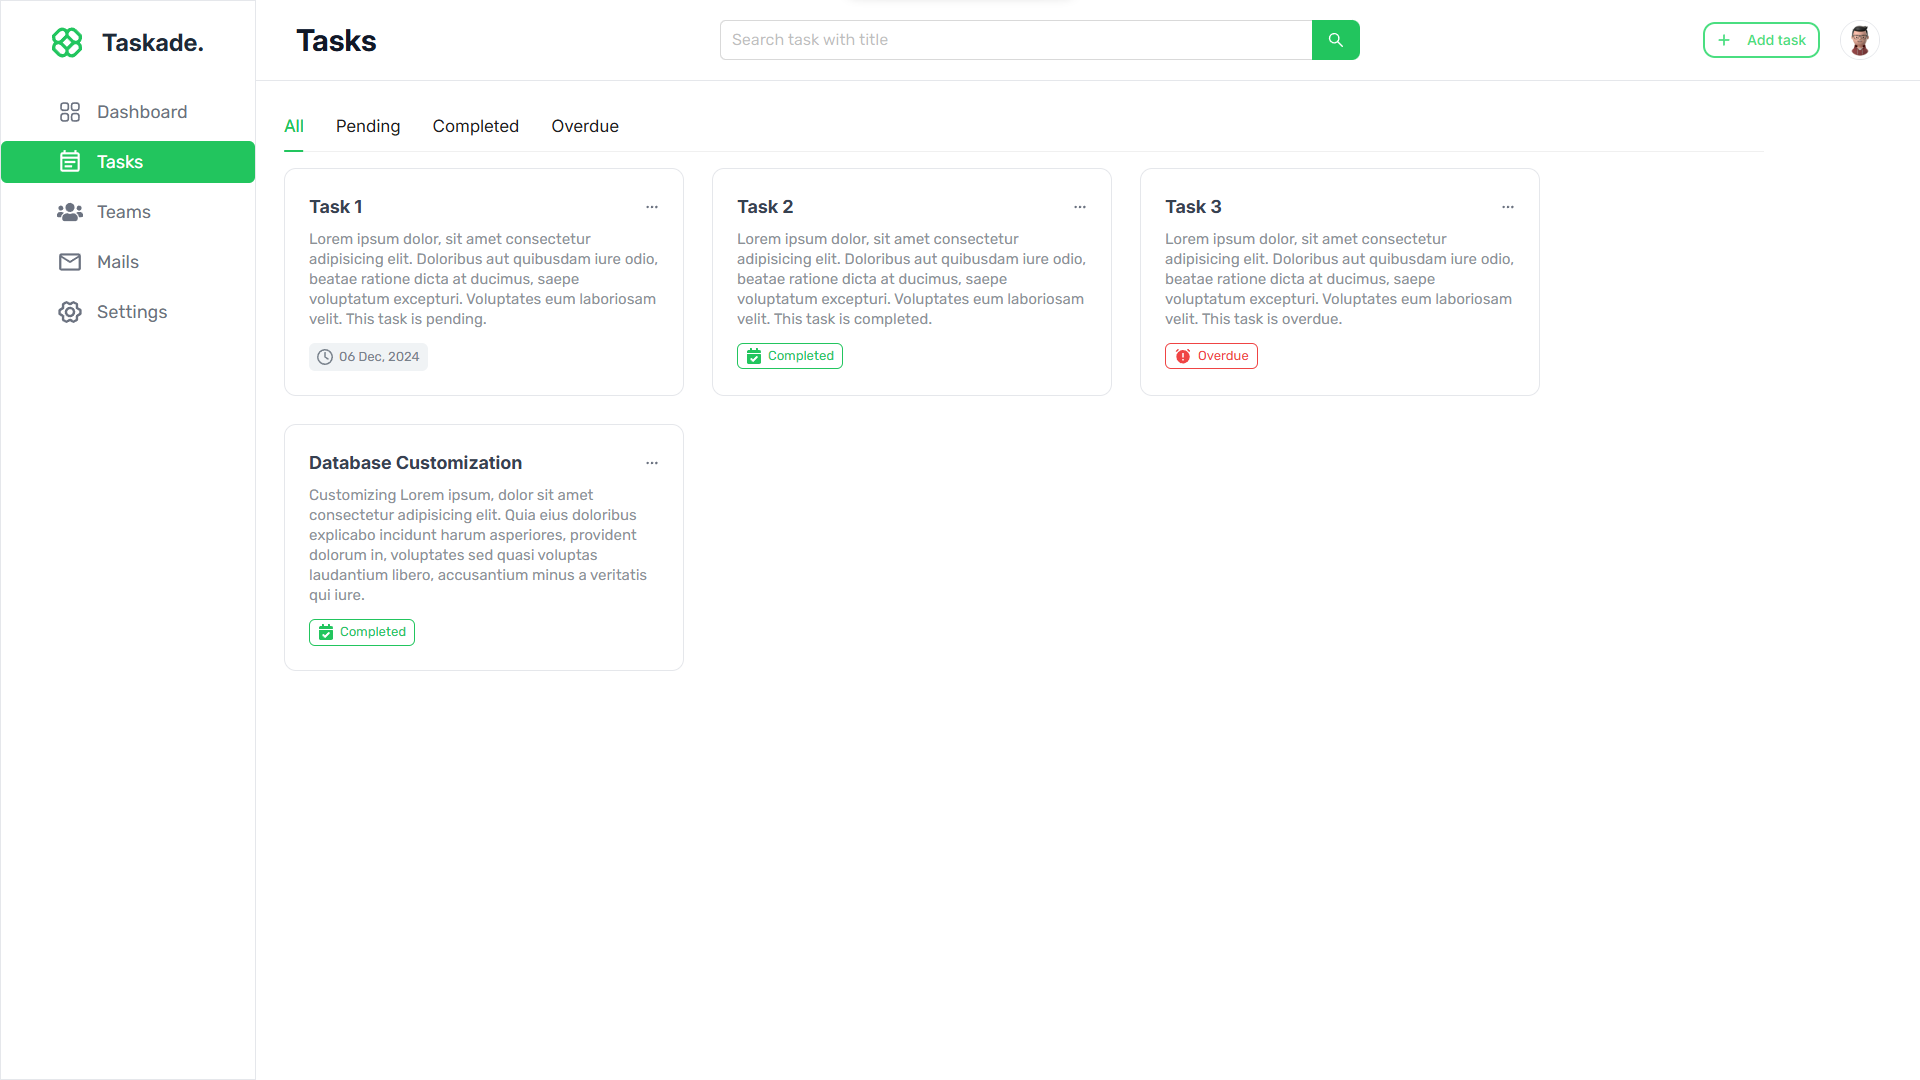 Taskade.
Dashboard
Tasks
Teams
Mails
Settings
Tasks
Search task with title
Add task
All Pending Completed Overdue
Task 1
Lorem ipsum dolor, sit amet consectetur
adipisicing elit. Doloribus aut quibusdam iure odio,
beatae ratione dicta at ducimus, saepe
voluptatum excepturi. Voluptates eum laboriosam
velit. This task is pending.
06 Dec, 2024
Task 2
Lorem ipsum dolor, sit amet consectetur
adipisicing elit. Doloribus aut quibusdam iure odio,
beatae ratione dicta at ducimus, saepe
voluptatum excepturi. Voluptates eum laboriosam
velit. This task is completed.
Completed
Task 3
Lorem ipsum dolor, sit amet consectetur
adipisicing elit. Doloribus aut quibusdam iure odio,
beatae ratione dicta at ducimus, saepe
voluptatum excepturi. Voluptates eum laboriosam
velit. This task is overdue.
Overdue
Database Customization
Customizing Lorem ipsum, dolor sit amet
consectetur adipisicing elit. Quia eius doloribus
explicabo incidunt harum asperiores, provident
dolorum in, voluptates sed quasi voluptas
laudantium libero, accusantium minus a veritatis
qui iure.
Completed